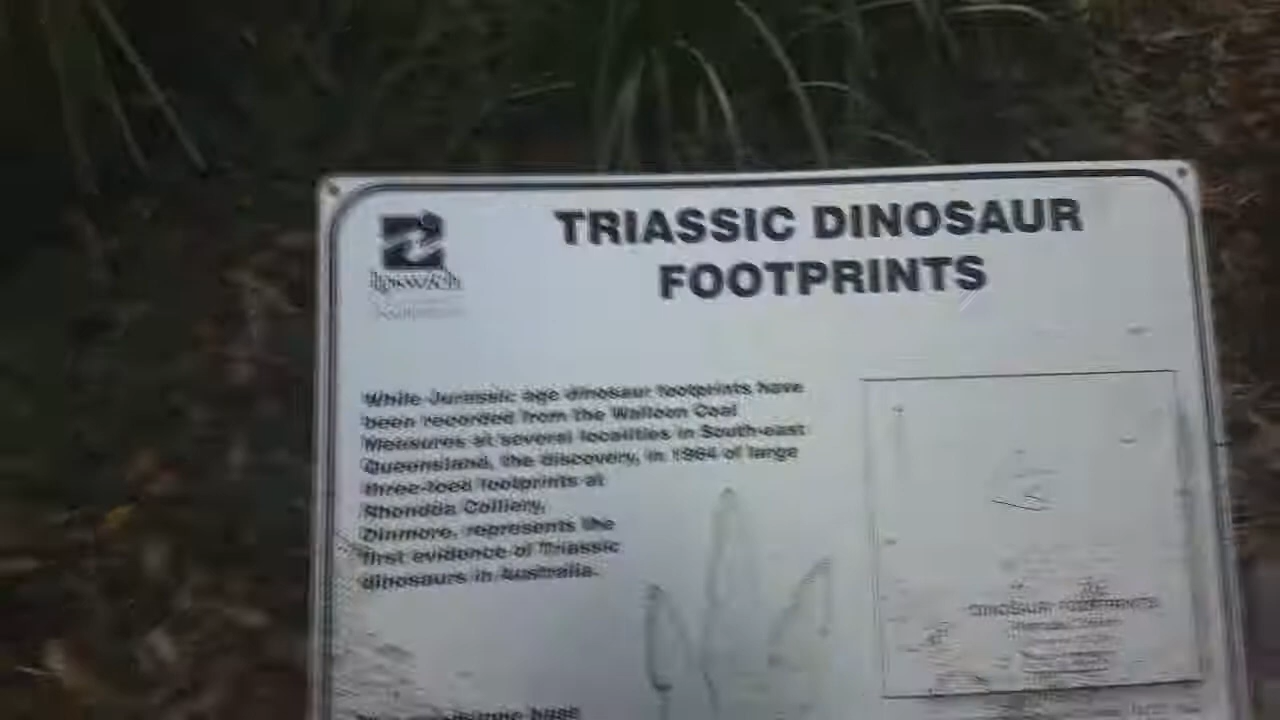 TRIASSIC DINOSAUR
FOOTPRINTS
Ipswich
While Jurassic age dinosaur footprints have
been recorded from the Walloon Coal
Measures at several localities in South-east
Queensland, the discovery, in 1964 of large
three-toed footprints at
Rhondda Colliery,
Dinmore, represents the
first evidence of Triassic
dinosaurs in Australia.
DINOSAUR FOOTPRINTS